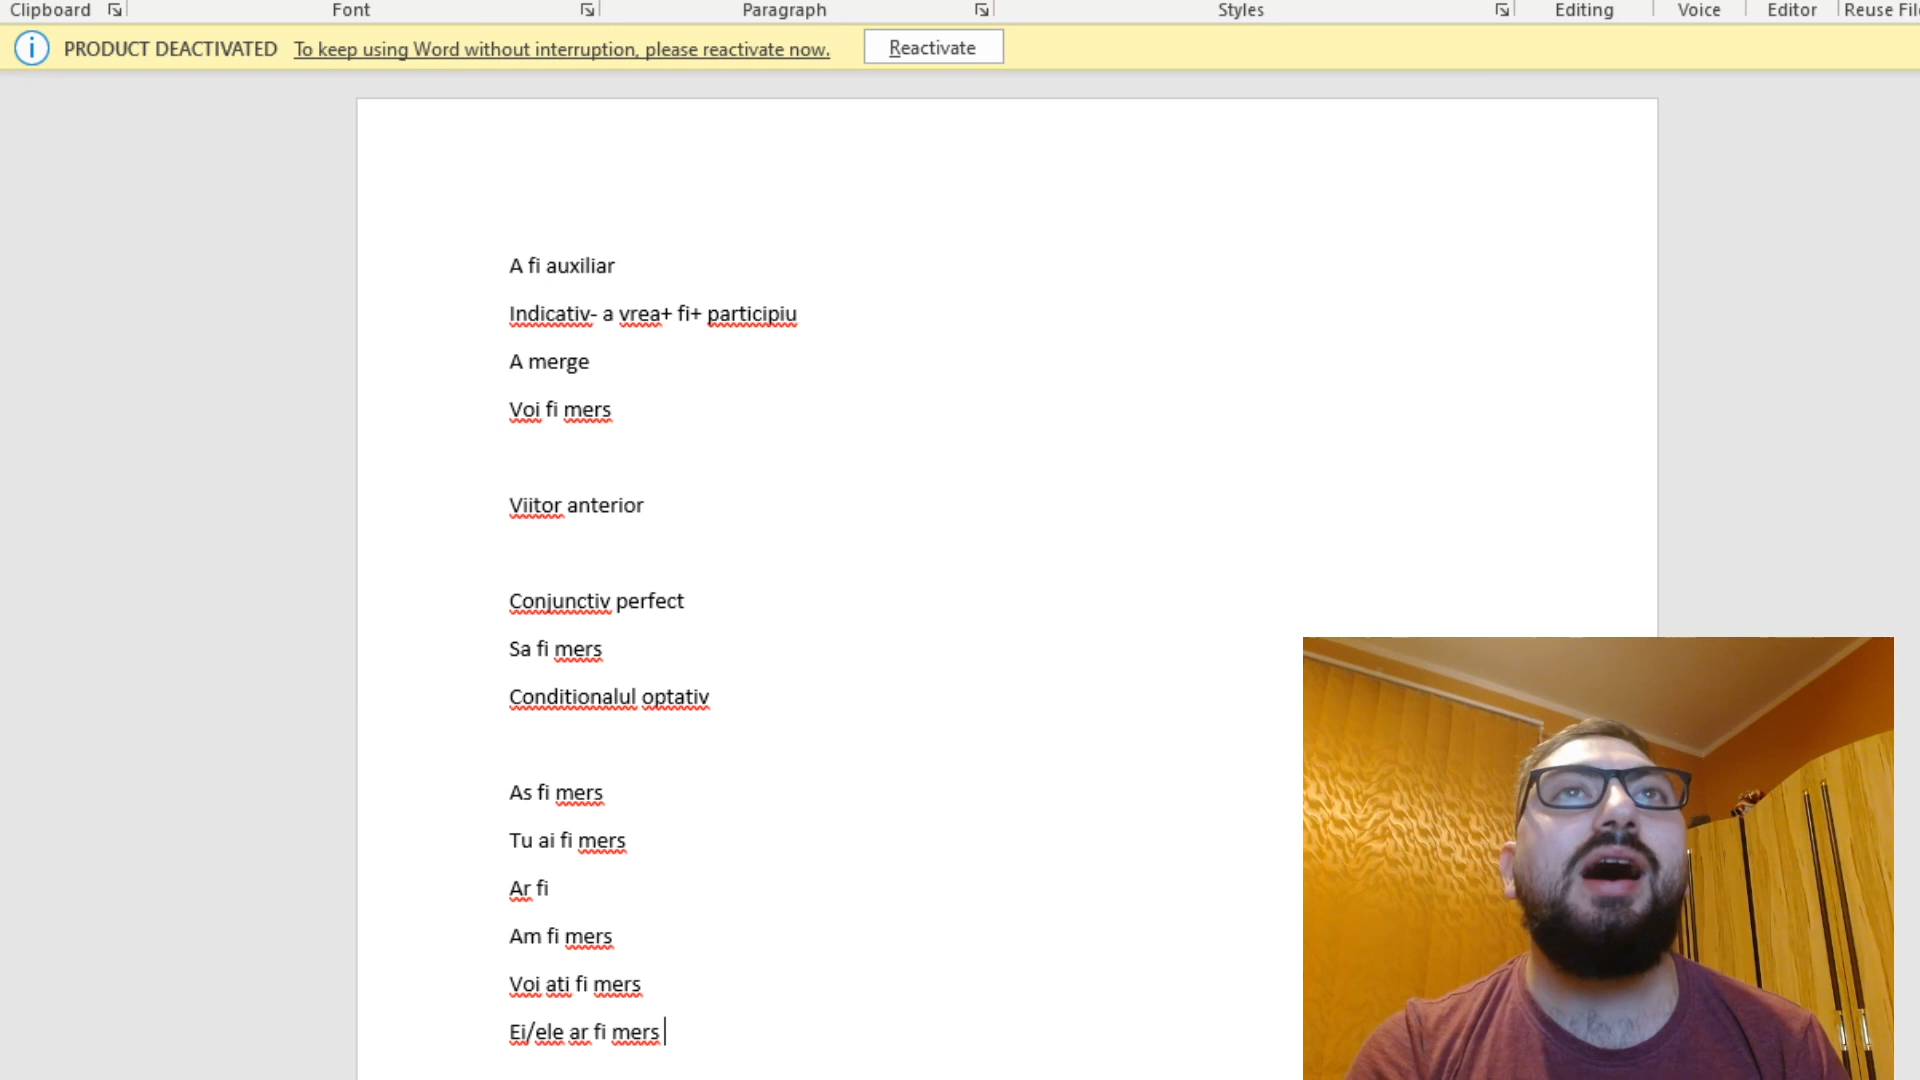 Clipboard Font Paragraph Styles Editing Voice Editor Reuse
PRODUCT DEACTIVATED To keep using Word without interruption, please reactivate now. Reactivate
A fi auxiliar
Indicativ- a vrea+ fi+ participiu
A merge
Voi fi mers
Viitor anterior
Conjunctiv perfect
Sa fi mers
Conditionalul optativ
As fi mers
Tu ai fi mers
Ar fi
Am fi mers
Voi ati fi mers
Ei/ele ar fi mers